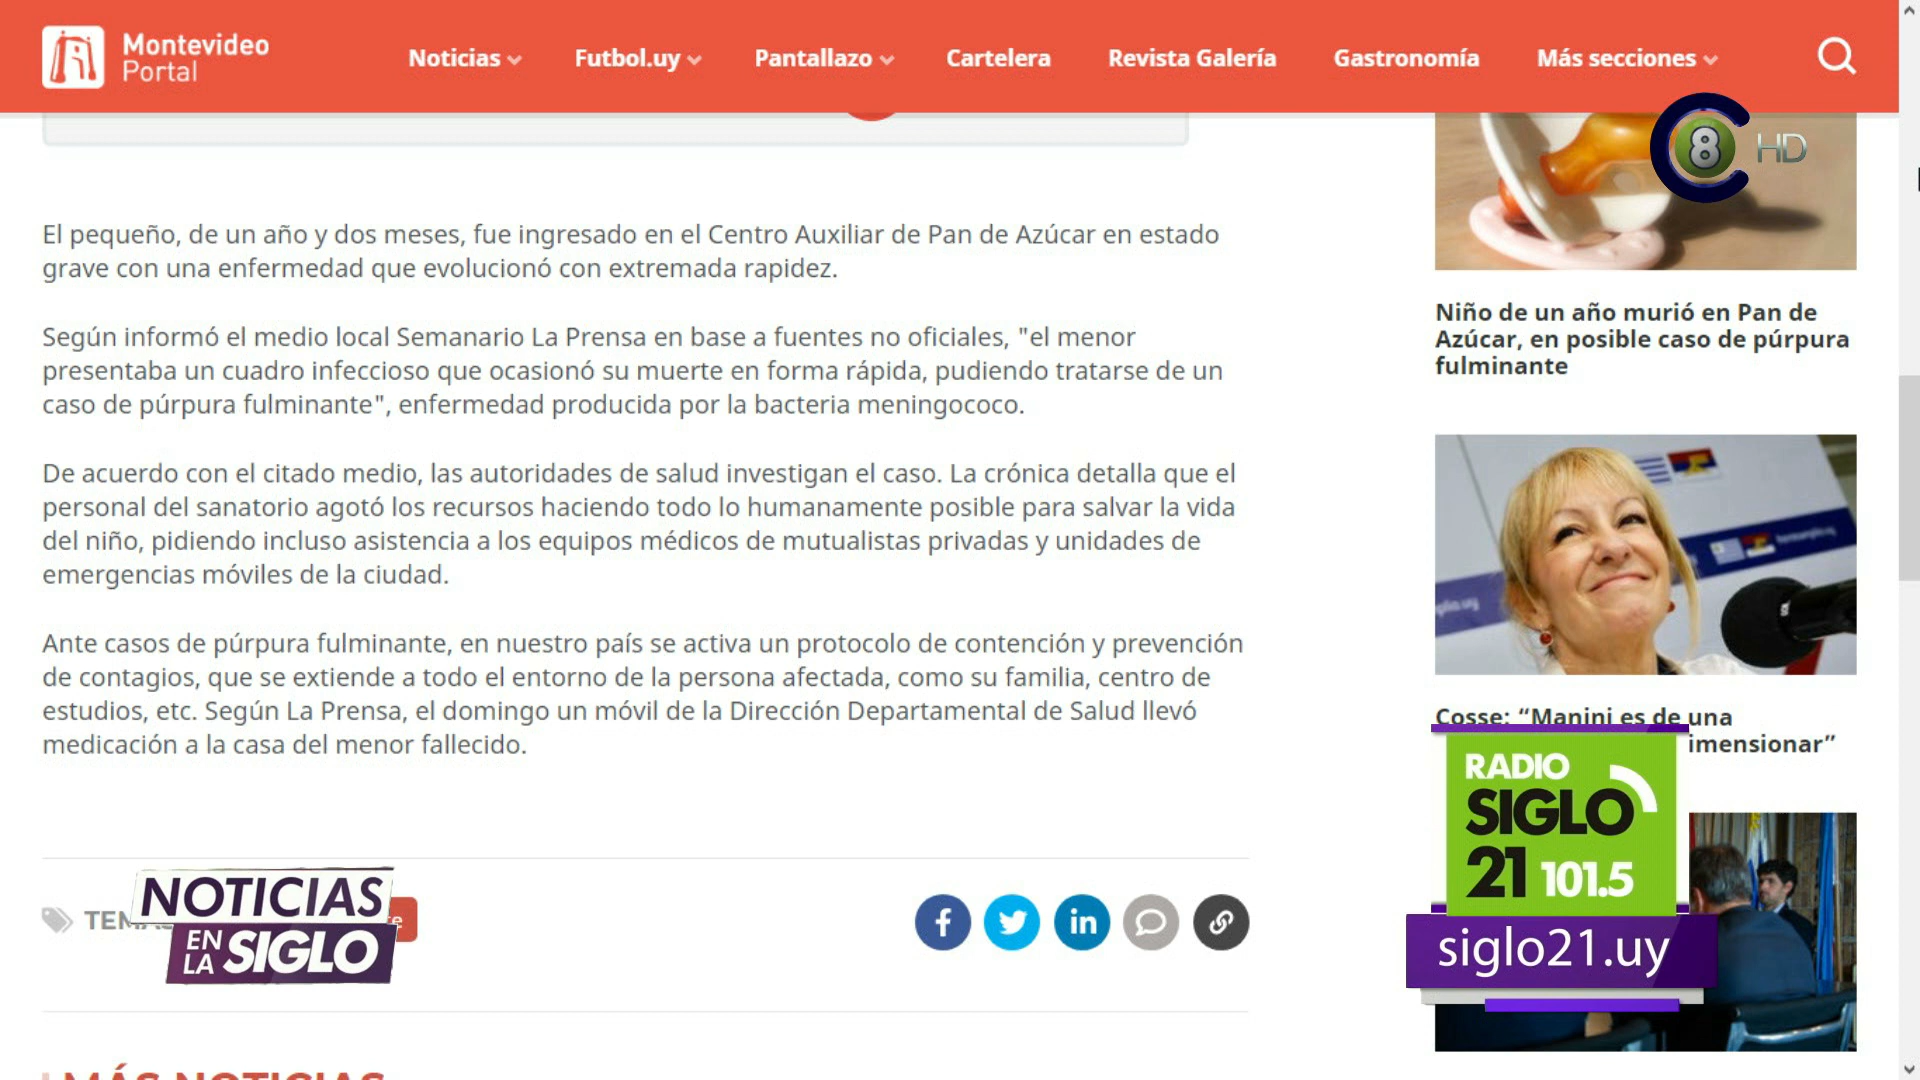 Montevideo
Portal
Noticias
Futbol.uy
Pantallazo
Cartelera
Revista Galería
Gastronomía
Más secciones
8 HD
El pequeño, de un año y dos meses, fue ingresado en el Centro Auxiliar de Pan de Azúcar en estado
grave con una enfermedad que evolucionó con extremada rapidez.
Según informó el medio local Semanario La Prensa en base a fuentes no oficiales, "el menor
presentaba un cuadro infeccioso que ocasionó su muerte en forma rápida, pudiendo tratarse de un
caso de púrpura fulminante", enfermedad producida por la bacteria meningococo.
De acuerdo con el citado medio, las autoridades de salud investigan el caso. La crónica detalla que el
personal del sanatorio agotó los recursos haciendo todo lo humanamente posible para salvar la vida
del niño, pidiendo incluso asistencia a los equipos médicos de mutualistas privadas y unidades de
emergencias móviles de la ciudad.
Ante casos de púrpura fulminante, en nuestro país se activa un protocolo de contención y prevención
de contagios, que se extiende a todo el entorno de la persona afectada, como su familia, centro de
estudios, etc. Según La Prensa, el domingo un móvil de la Dirección Departamental de Salud llevó
medicación a la casa del menor fallecido.
Niño de un año murió en Pan de
Azúcar, en posible caso de púrpura
fulminante
Cosse: “Manini es de una
imensionar”
RADIO
SIGLO
21 101.5
siglo21.uy
NOTICIAS
EN LA SIGLO
MÁS NOTICIAS